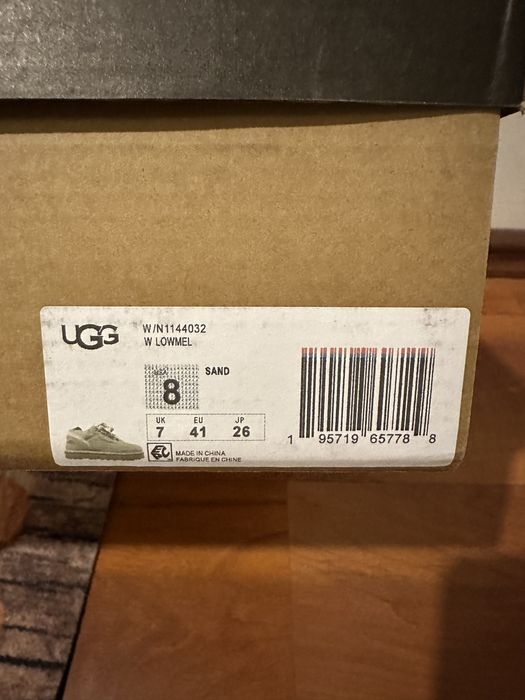 UGG
W/N1144032
W LOWMEL
USA
SAND
8
UK EU JP
7 41 26
MADE IN CHINA
FABRIQUE EN CHINE
1 95719 65778 8